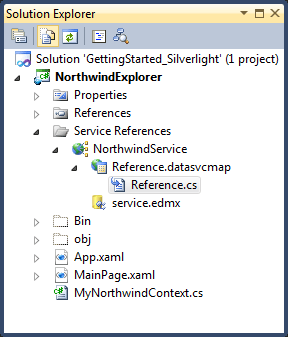 Solution Explorer
Solution 'GettingStarted_Silverlight' (1 project)
NorthwindExplorer
Properties
References
Service References
NorthwindService
Reference.datasvcmap
Reference.cs
service.edmx
Bin
obj
App.xaml
MainPage.xaml
MyNorthwindContext.cs